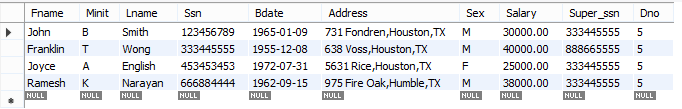 Fname Minit Lname Ssn Bdate Address Sex Salary Super_ssn Dno
John B Smith 123456789 1965-01-09 731 Fondren,Houston,TX M 30000.00 333445555 5
Franklin T Wong 333445555 1955-12-08 638 Voss,Houston,TX M 40000.00 888665555 5
Joyce A English 453453453 1972-07-31 5631 Rice,Houston,TX F 25000.00 333445555 5
Ramesh K Narayan 666884444 1962-09-15 975 Fire Oak,Humble,TX M 38000.00 333445555 5
NULL NULL NULL NULL NULL NULL NULL NULL NULL NULL